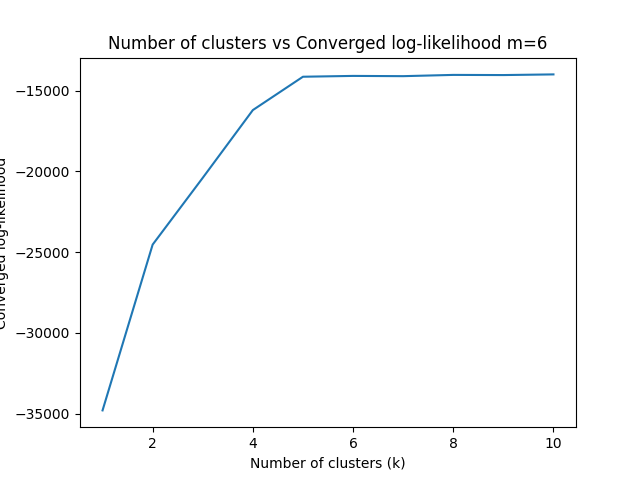 Number of clusters vs Converged log-likelihood m=6
Converged log-likelihood
−15000
−20000
−25000
−30000
−35000
2 4 6 8 10
Number of clusters (k)